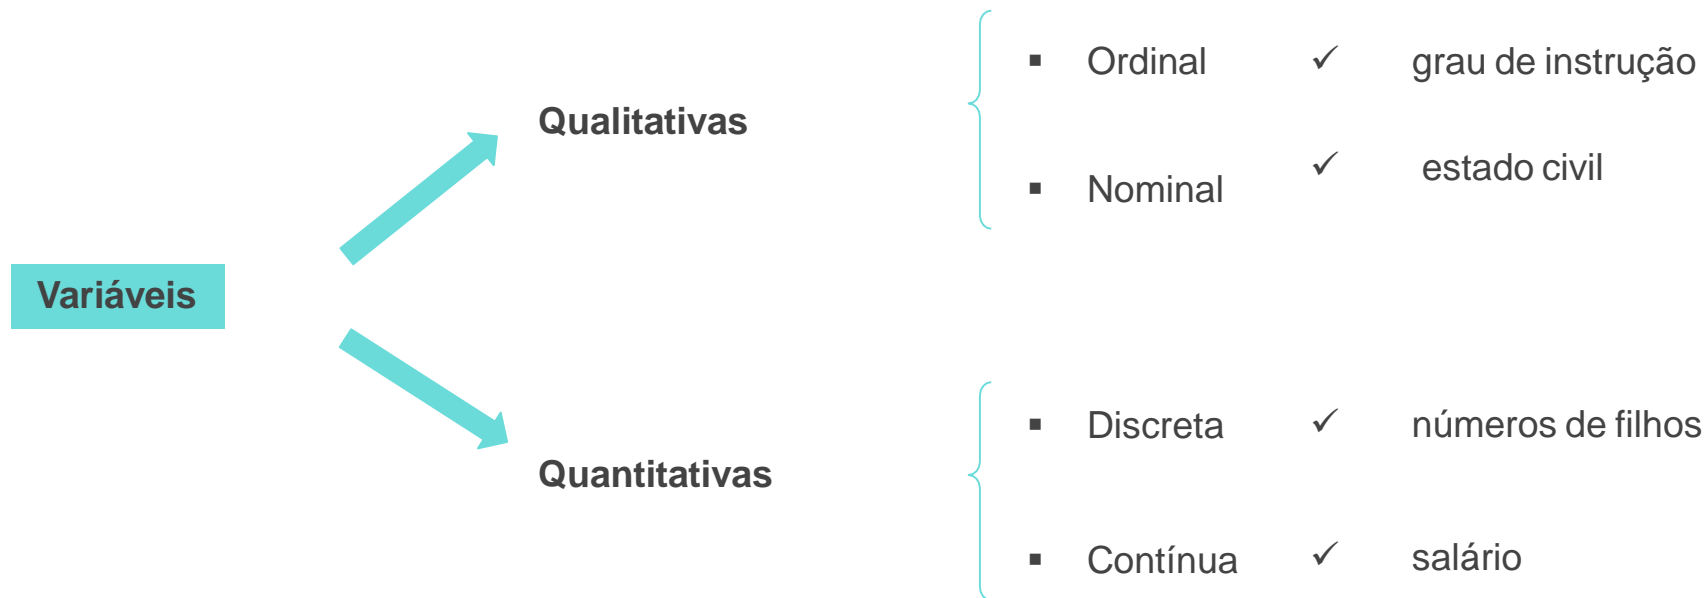 Ordinal ✓ grau de instrução
Qualitativas
Nominal ✓ estado civil
Variáveis
Discreta ✓ números de filhos
Quantitativas
Contínua ✓ salário